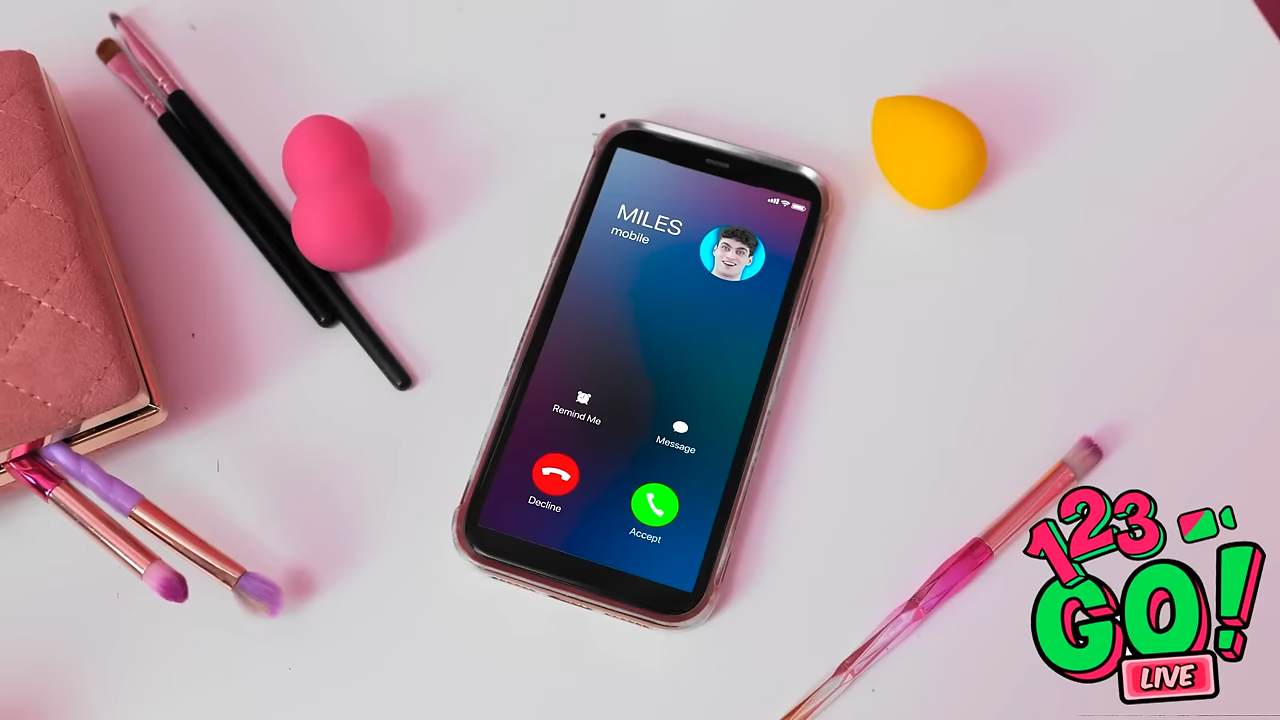 MILES
mobile
Remind Me
Message
Decline
Accept
123
GO!
LIVE